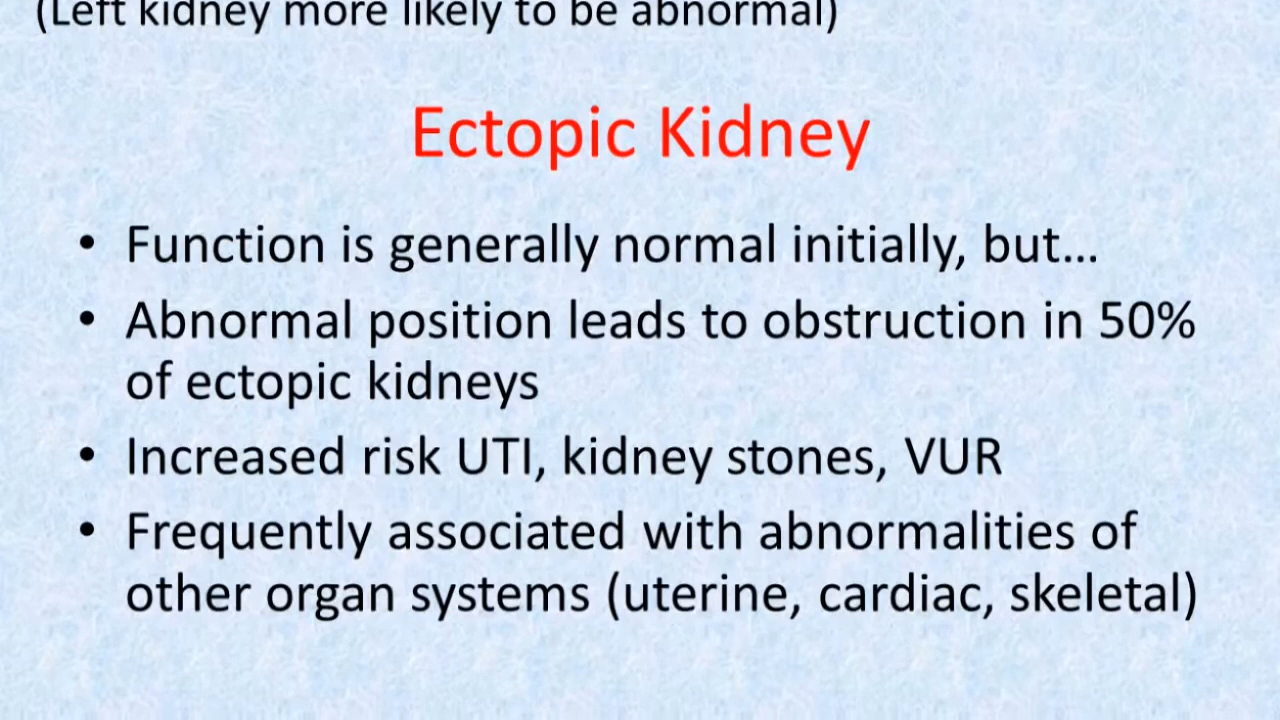 (Left kidney more likely to be abnormal)
Ectopic Kidney
• Function is generally normal initially, but...
• Abnormal position leads to obstruction in 50%
of ectopic kidneys
• Increased risk UTI, kidney stones, VUR
• Frequently associated with abnormalities of
other organ systems (uterine, cardiac, skeletal)